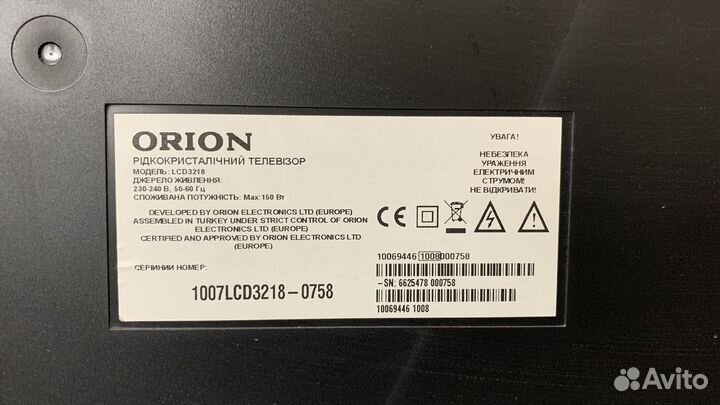 ORION
РІДКОКРИСТАЛІЧНИЙ ТЕЛЕВІЗОР
МОДЕЛЬ: LCD3218
ДЖЕРЕЛО ЖИВЛЕННЯ:
230-240 В, 50-60 Гц
СПОЖИВАНА ПОТУЖНІСТЬ: Max:150 Вт
DEVELOPED BY ORION ELECTRONICS LTD (EUROPE)
ASSEMBLED IN TURKEY UNDER STRICT CONTROL OF ORION
ELECTRONICS LTD (EUROPE)
CERTIFIED AND APPROVED BY ORION ELECTRONICS LTD
(EUROPE)
СЕРИЙНИИ НОМЕР:
1007LCD3218-0758
УВАГА!
НЕБЕЗПЕКА
УРАЖЕННЯ
ЕЛЕКТРИЧНИМ
СТРУМОМ!
НЕ ВІДКРИВАТИ!
CE
10069446 1008 000758
-SN: 6625478 000758
10069446 1008
Avito